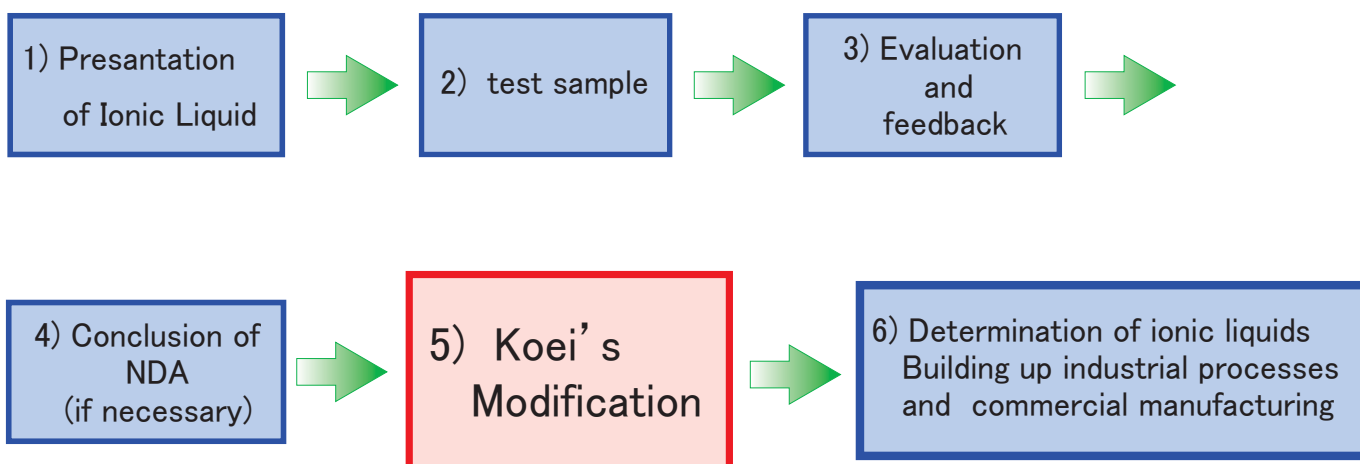 1) Presantation
of Ionic Liquid
2) test sample
3) Evaluation
and
feedback
4) Conclusion of
NDA
(if necessary)
5) Koei’s
Modification
6) Determination of ionic liquids
Building up industrial processes
and commercial manufacturing